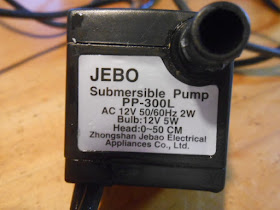 JEBO
Submersible Pump
PP-300L
AC 12V 50/60Hz 2W
Bulb:12V 5W
Head:0~50 CM
Zhongshan Jebao Electrical
Appliances Co., Ltd.